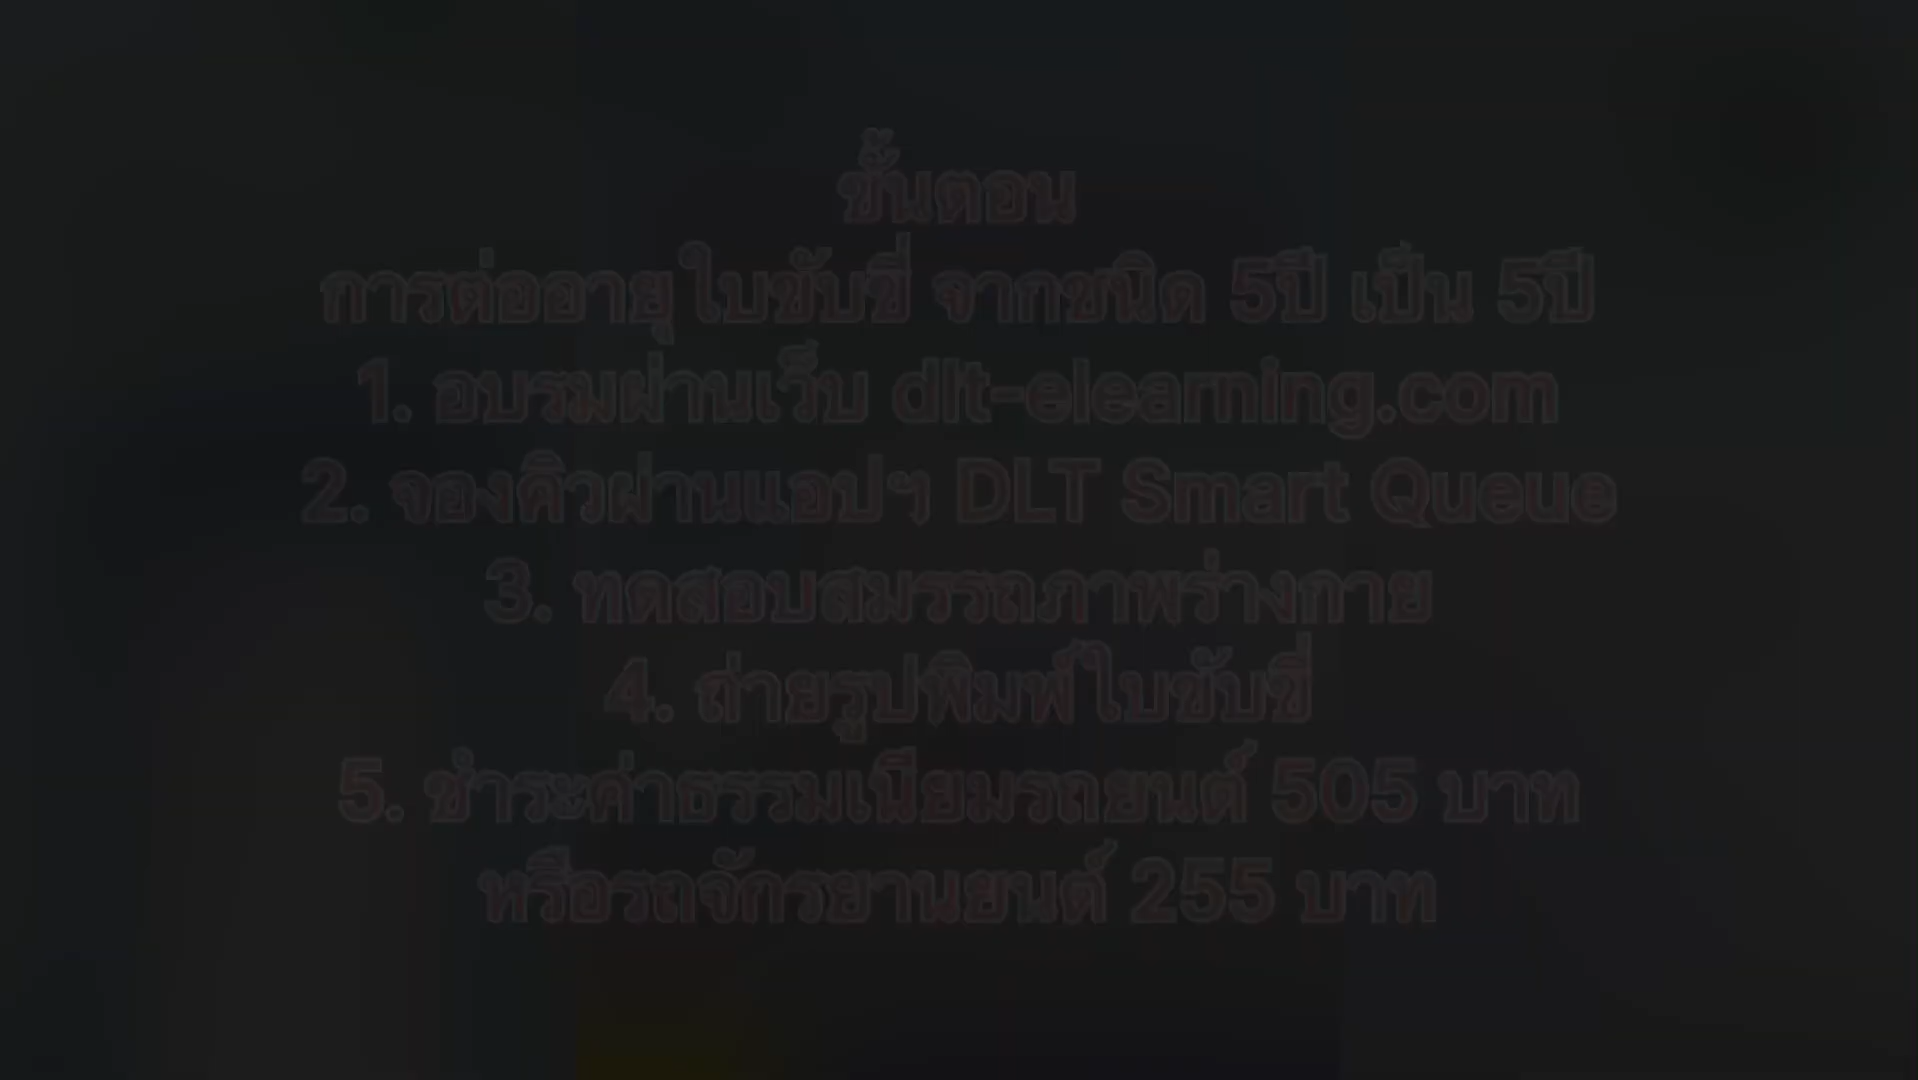 ขั้นตอน
การต่ออายุใบขับขี่ จากชนิด 5ปี เป็น 5ปี
1. อบรมผ่านเว็บ dlt-elearning.com
2. จองคิวผ่านแอปฯ DLT Smart Queue
3. ทดสอบสมรรถภาพร่างกาย
4. ถ่ายรูปพิมพ์ใบขับขี่
5. ชำระค่าธรรมเนียมรถยนต์ 505 บาท
หรือรถจักรยานยนต์ 255 บาท